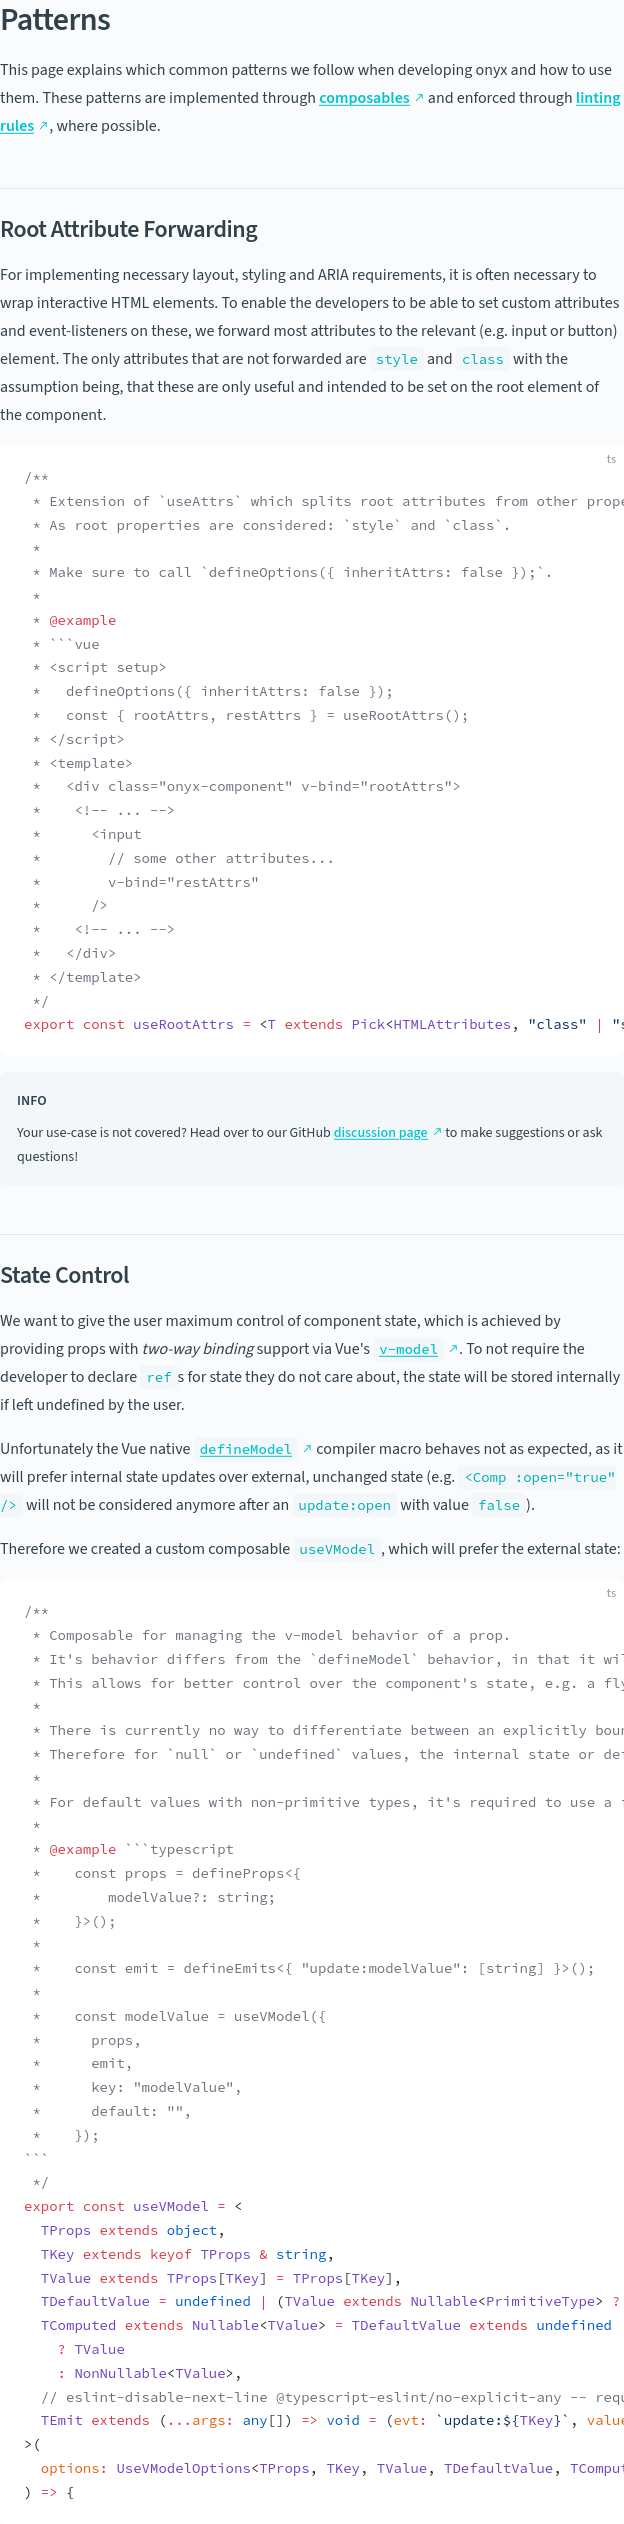 Patterns
This page explains which common patterns we follow when developing onyx and how to use
them. These patterns are implemented through composables ↗ and enforced through linting
rules ↗, where possible.
Root Attribute Forwarding
For implementing necessary layout, styling and ARIA requirements, it is often necessary to
wrap interactive HTML elements. To enable the developers to be able to set custom attributes
and event-listeners on these, we forward most attributes to the relevant (e.g. input or button)
element. The only attributes that are not forwarded are style and class with the
assumption being, that these are only useful and intended to be set on the root element of
the component.
ts
/**
 * Extension of `useAttrs` which splits root attributes from other prope
 * As root properties are considered: `style` and `class`.
 *
 * Make sure to call `defineOptions({ inheritAttrs: false });`.
 *
 * @example
 * ```vue
 * <script setup>
 *   defineOptions({ inheritAttrs: false });
 *   const { rootAttrs, restAttrs } = useRootAttrs();
 * </script>
 * <template>
 *   <div class="onyx-component" v-bind="rootAttrs">
 *    <!-- ... -->
 *      <input
 *        // some other attributes...
 *        v-bind="restAttrs"
 *      />
 *    <!-- ... -->
 *   </div>
 * </template>
 */
export const useRootAttrs = <T extends Pick<HTMLAttributes, "class" | "s
INFO
Your use-case is not covered? Head over to our GitHub discussion page ↗ to make suggestions or ask
questions!
State Control
We want to give the user maximum control of component state, which is achieved by
providing props with two-way binding support via Vue's v-model ↗. To not require the
developer to declare ref s for state they do not care about, the state will be stored internally
if left undefined by the user.
Unfortunately the Vue native defineModel ↗ compiler macro behaves not as expected, as it
will prefer internal state updates over external, unchanged state (e.g. <Comp :open="true"
/> will not be considered anymore after an update:open with value false ).
Therefore we created a custom composable useVModel , which will prefer the external state:
ts
/**
 * Composable for managing the v-model behavior of a prop.
 * It's behavior differs from the `defineModel` behavior, in that it wil
 * This allows for better control over the component's state, e.g. a fly
 *
 * There is currently no way to differentiate between an explicitly boun
 * Therefore for `null` or `undefined` values, the internal state or def
 *
 * For default values with non-primitive types, it's required to use a f
 *
 * @example ```typescript
 *    const props = defineProps<{
 *        modelValue?: string;
 *    }>();
 *
 *    const emit = defineEmits<{ "update:modelValue": [string] }>();
 *
 *    const modelValue = useVModel({
 *      props,
 *      emit,
 *      key: "modelValue",
 *      default: "",
 *    });
```
 */
export const useVModel = <
  TProps extends object,
  TKey extends keyof TProps & string,
  TValue extends TProps[TKey] = TProps[TKey],
  TDefaultValue = undefined | (TValue extends Nullable<PrimitiveType> ?
  TComputed extends Nullable<TValue> = TDefaultValue extends undefined
    ? TValue
    : NonNullable<TValue>,
  // eslint-disable-next-line @typescript-eslint/no-explicit-any -- requ
  TEmit extends (...args: any[]) => void = (evt: `update:${TKey}`, value
>(
  options: UseVModelOptions<TProps, TKey, TValue, TDefaultValue, TComput
) => {